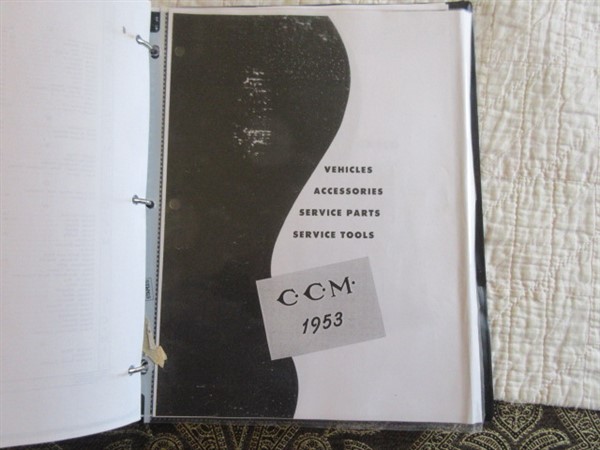 VEHICLES
ACCESSORIES
SERVICE PARTS
SERVICE TOOLS
C·C·M·
1953